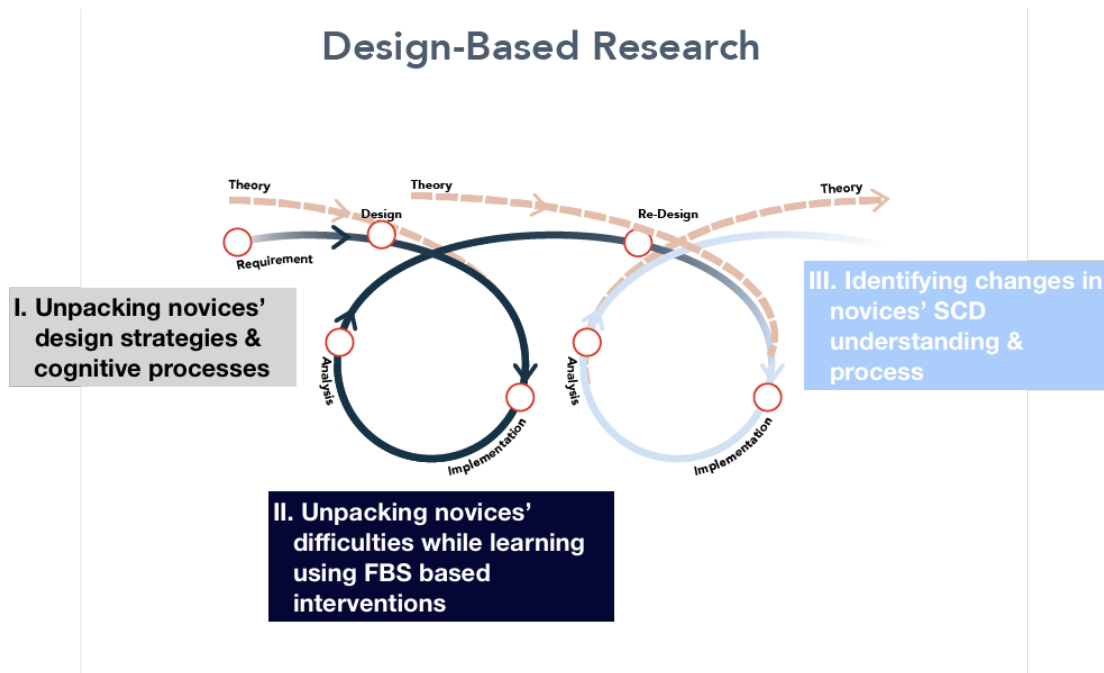 Design-Based Research
Theory
Theory
Theory
Design
Re-Design
Requirement
I. Unpacking novices’
design strategies &
cognitive processes
III. Identifying changes in
novices’ SCD
understanding &
process
Analysis
Analysis
Implementation
Implementation
II. Unpacking novices’
difficulties while learning
using FBS based
interventions